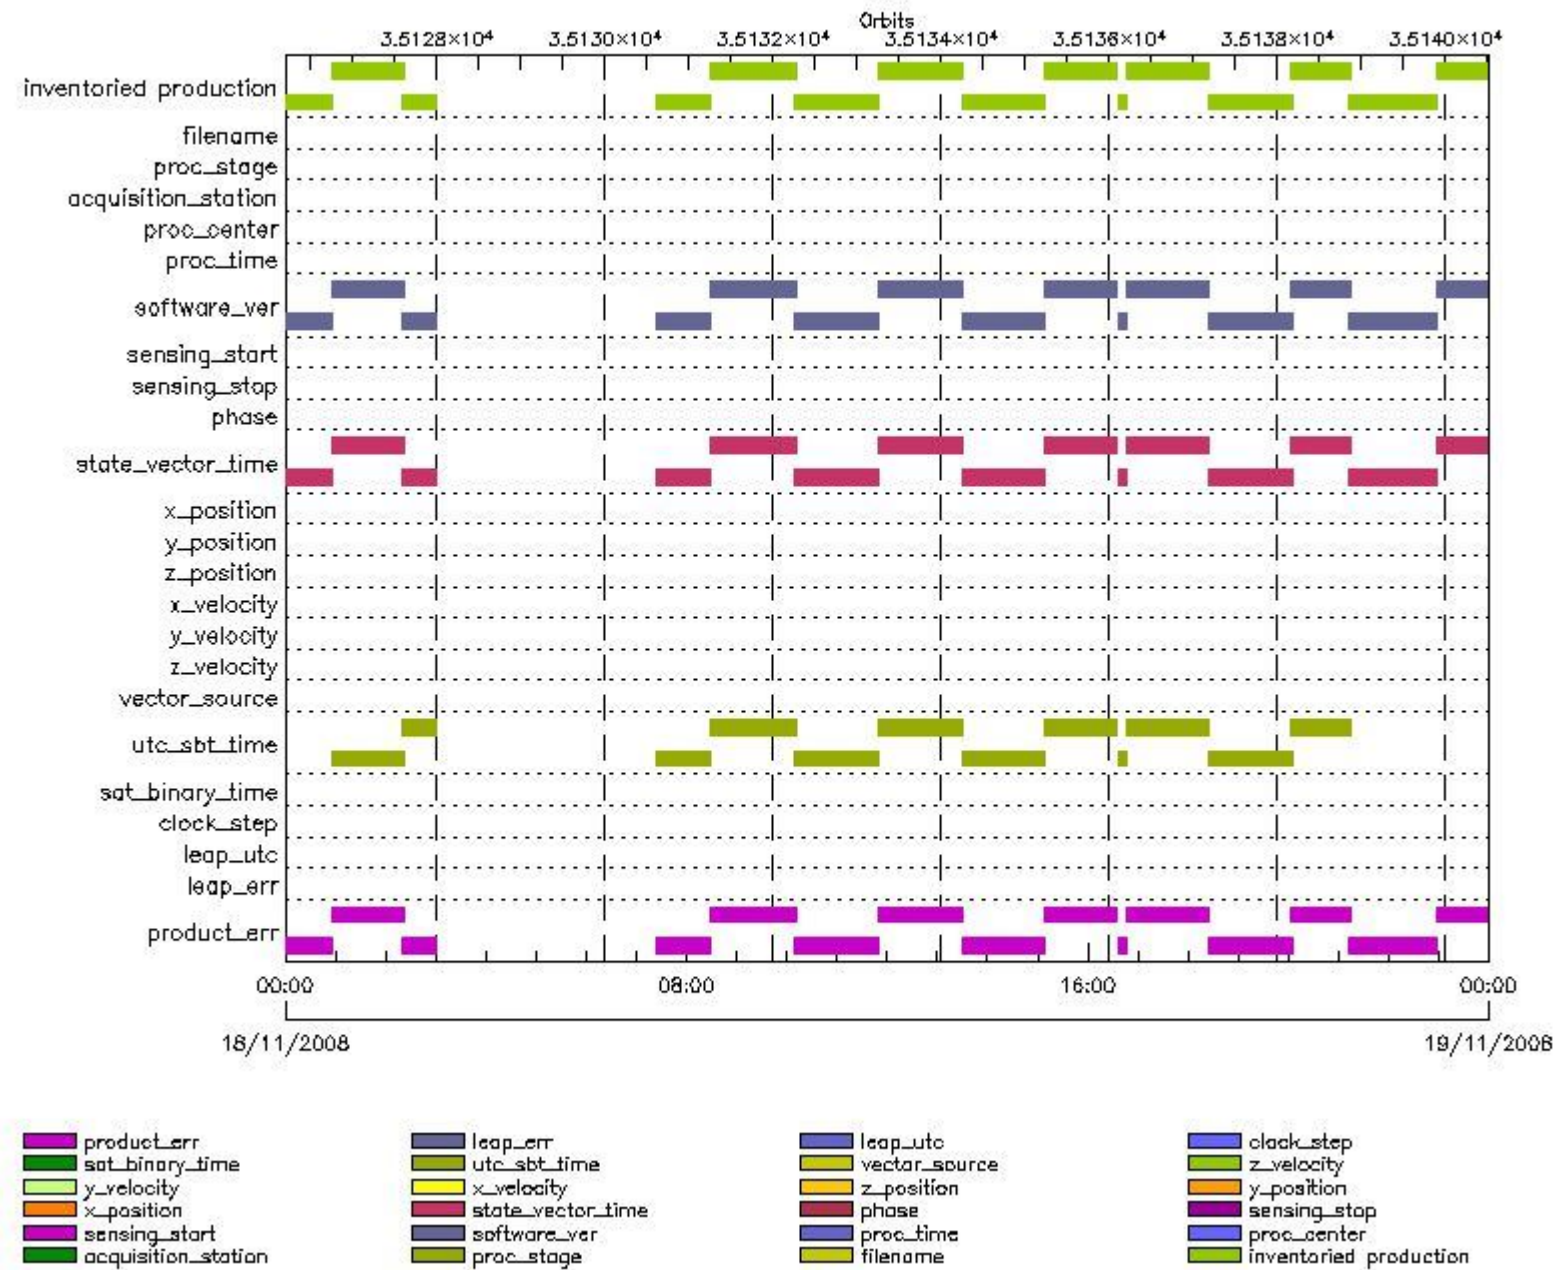 Orbits
3.5128×10⁴ 3.5130×10⁴ 3.5132×10⁴ 3.5134×10⁴ 3.5136×10⁴ 3.5138×10⁴ 3.5140×10⁴
inventoried production
filename
proc_stage
acquisition_station
proc_center
proc_time
software_ver
sensing_start
sensing_stop
phase
state_vector_time
x_position
y_position
z_position
x_velocity
y_velocity
z_velocity
vector_source
utc_sbt_time
sat_binary_time
clock_step
leap_utc
leap_err
product_err
00:00 08:00 16:00 00:00
18/11/2008 19/11/2008
product_err leap_err leap_utc clock_step
sat_binary_time utc_sbt_time vector_source z_velocity
y_velocity x_velocity z_position y_position
x_position state_vector_time phase sensing_stop
sensing_start software_ver proc_time proc_center
acquisition_station proc_stage filename inventoried production